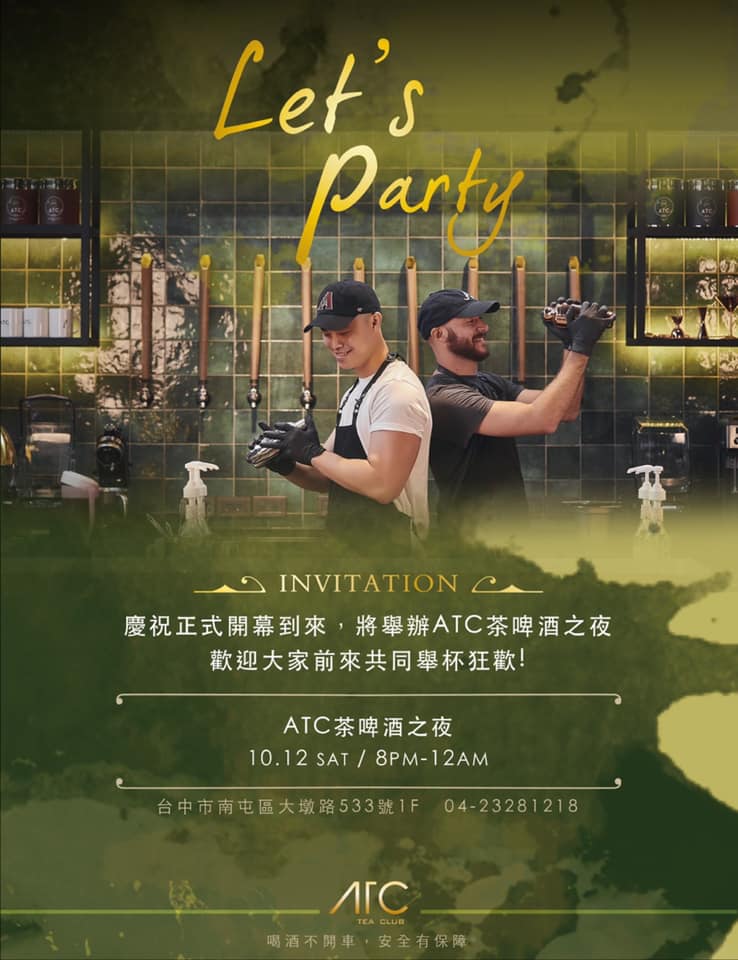 Let's
Party
INVITATION
慶祝正式開幕到來，將舉辦ATC茶啤酒之夜
歡迎大家前來共同舉杯狂歡!
ATC茶啤酒之夜
10.12 SAT / 8PM-12AM
台中市南屯區大墩路533號1F 04-23281218
ATC
TEA CLUB
喝酒不開車，安全有保障